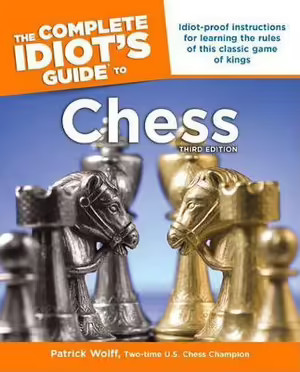 THE COMPLETE
IDIOT'S
GUIDE® TO
Idiot-proof instructions
for learning the rules
of this classic game
of kings
Chess
THIRD EDITION
Patrick Wolff, Two-time U.S. Chess Champion